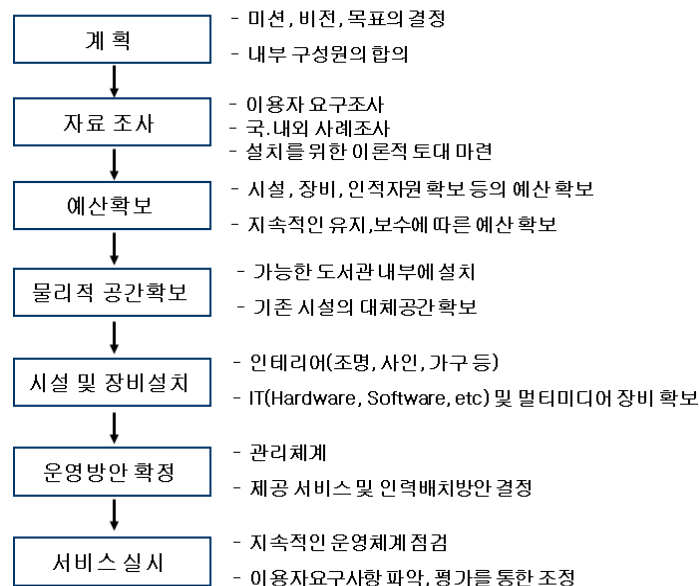 계 획
- 미션, 비전, 목표의 결정
- 내부 구성원의 합의
자료 조사
- 이용자 요구조사
- 국.내외 사례조사
- 설치를 위한 이론적 토대 마련
예산확보
- 시설, 장비, 인적자원 확보 등의 예산 확보
- 지속적인 유지,보수에 따른 예산 확보
물리적 공간확보
- 가능한 도서관 내부에 설치
- 기존 시설의 대체공간 확보
시설 및 장비설치
- 인테리어(조명, 사인, 가구 등)
- IT(Hardware, Software, etc) 및 멀티미디어 장비 확보
운영방안 확정
- 관리체계
- 제공 서비스 및 인력배치방안 결정
서비스 실시
- 지속적인 운영체계 점검
- 이용자요구사항 파악, 평가를 통한 조정